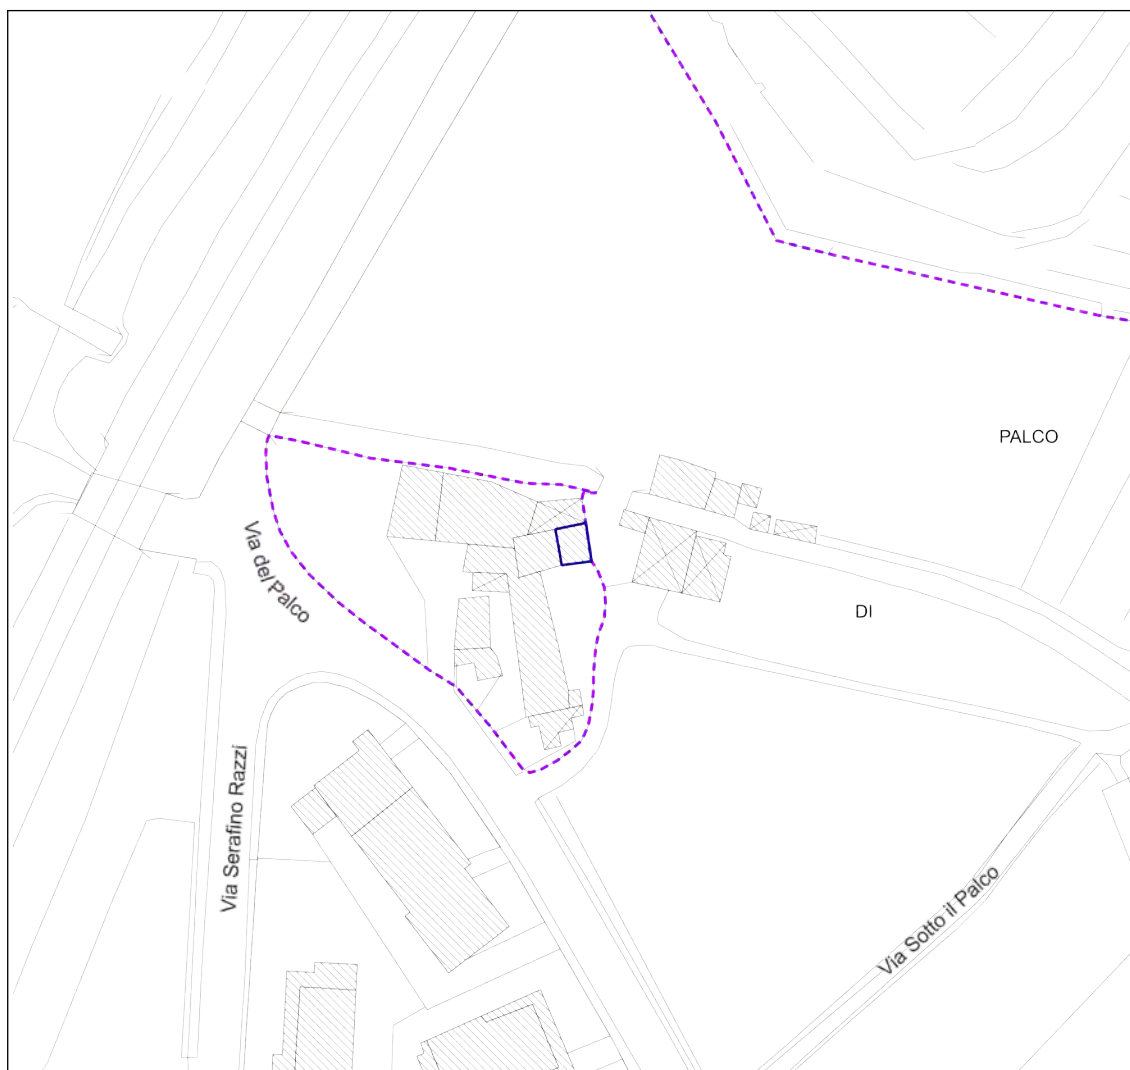 PALCO
Via del Palco
DI
Via Serafino Razzi
Via Sotto il Palco